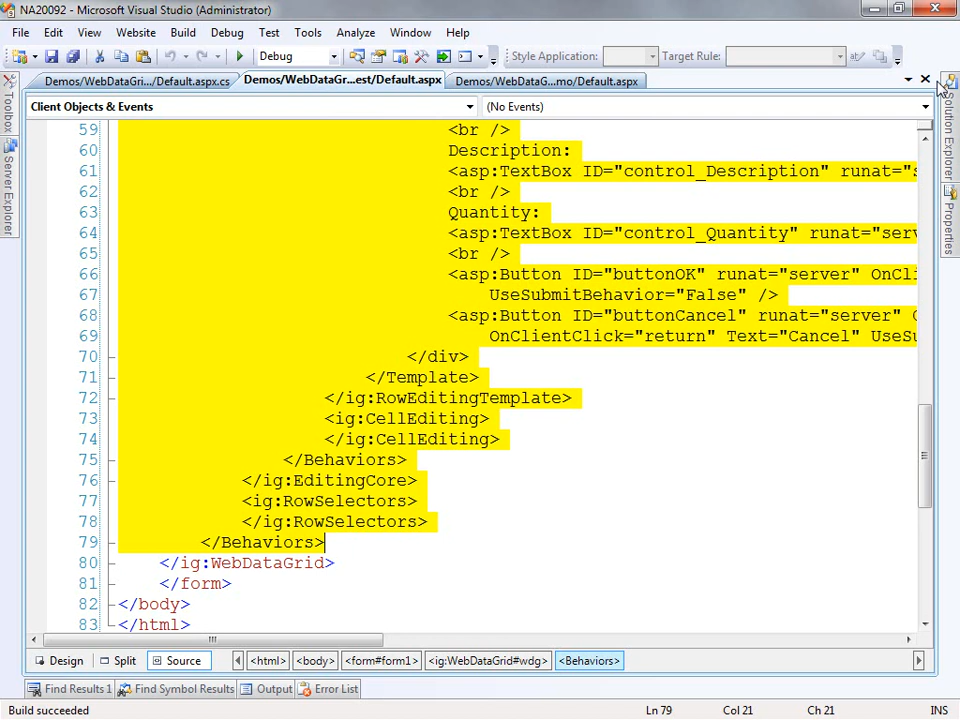 NA20092 - Microsoft Visual Studio (Administrator)
File Edit View Website Build Debug Test Tools Analyze Window Help
Debug Style Application: Target Rule:
Demos/WebDataGri.../Default.aspx.cs Demos/WebDataGr...est/Default.aspx Demos/WebDataG...mo/Default.aspx
Client Objects & Events (No Events)
Toolbox
Server Explorer
Solution Explorer
Properties
59 <br />
60 Description:
61 <asp:TextBox ID="control_Description" runat="s
62 <br />
63 Quantity:
64 <asp:TextBox ID="control_Quantity" runat="serv
65 <br />
66 <asp:Button ID="buttonOK" runat="server" OnCli
67 UseSubmitBehavior="False" />
68 <asp:Button ID="buttonCancel" runat="server" O
69 OnClientClick="return" Text="Cancel" UseSu
70 </div>
71 </Template>
72 </ig:RowEditingTemplate>
73 <ig:CellEditing>
74 </ig:CellEditing>
75 </Behaviors>
76 </ig:EditingCore>
77 <ig:RowSelectors>
78 </ig:RowSelectors>
79 </Behaviors>
80 </ig:WebDataGrid>
81 </form>
82 </body>
83 </html>
Design Split Source <html> <body> <form#form1> <ig:WebDataGrid#wdg> <Behaviors>
Find Results 1 Find Symbol Results Output Error List
Build succeeded Ln 79 Col 21 Ch 21 INS